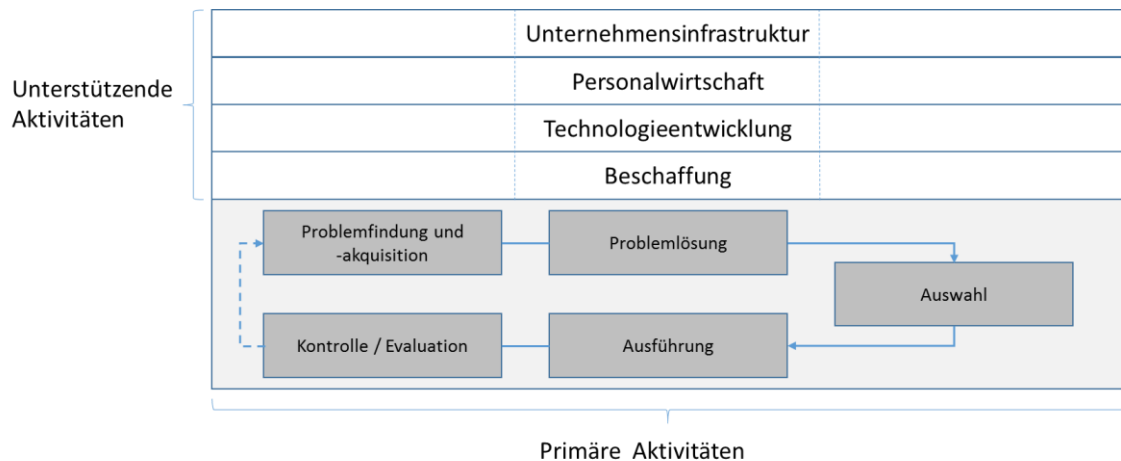 Unternehmensinfrastruktur
Personalwirtschaft
Unterstützende
Aktivitäten
Technologieentwicklung
Beschaffung
Problemfindung und
-akquisition
Problemlösung
Auswahl
Kontrolle / Evaluation
Ausführung
Primäre Aktivitäten